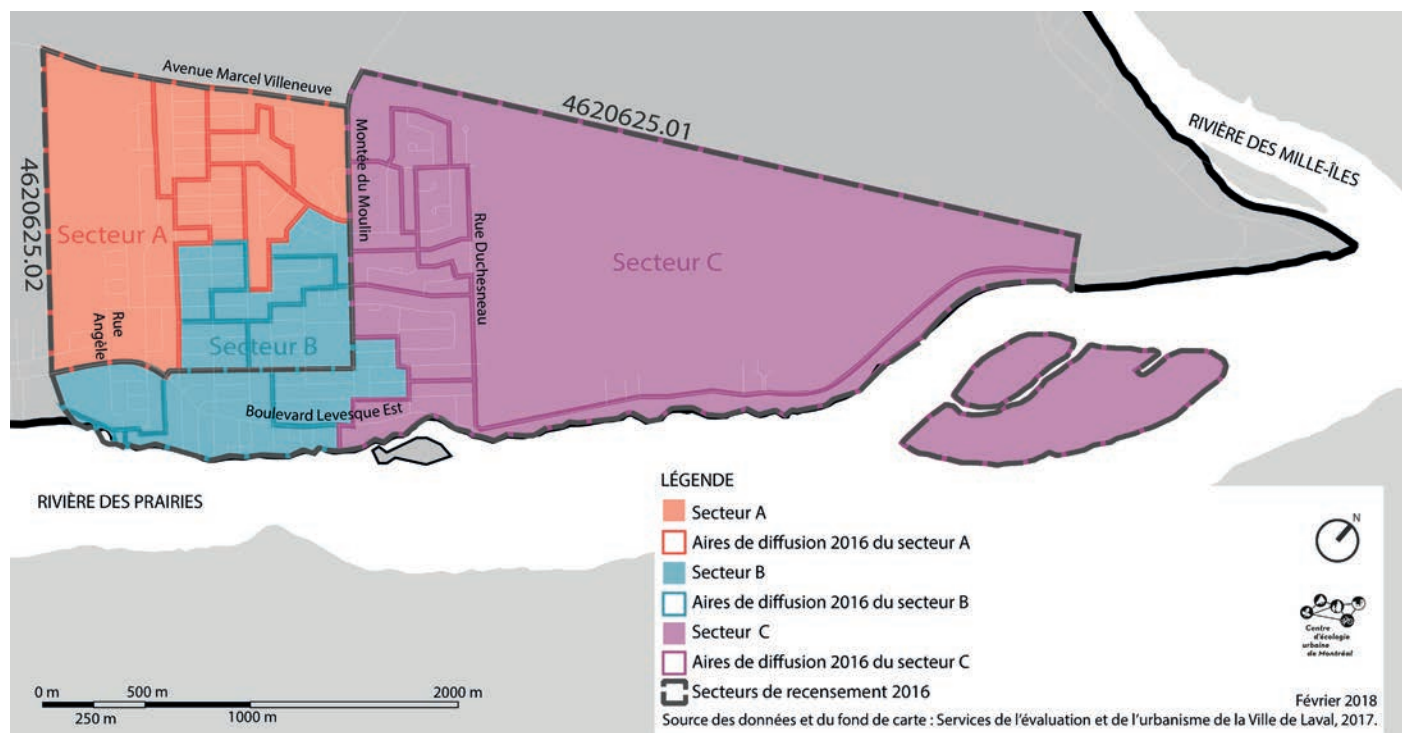 Avenue Marcel Villeneuve
4620625.01
RIVIÈRE DES MILLE-ÎLES
4620625.02
Montée du Moulin
Secteur A
Rue Duchesneau
Secteur C
Rue
Angèle
Secteur B
Boulevard Levesque Est
RIVIÈRE DES PRAIRIES
LÉGENDE
Secteur A
Aires de diffusion 2016 du secteur A
Secteur B
Aires de diffusion 2016 du secteur B
Secteur C
Aires de diffusion 2016 du secteur C
Secteurs de recensement 2016
N
Centre
d'écologie
urbaine
de Montréal
0 m 500 m 2000 m
250 m 1000 m
Février 2018
Source des données et du fond de carte : Services de l'évaluation et de l'urbanisme de la Ville de Laval, 2017.